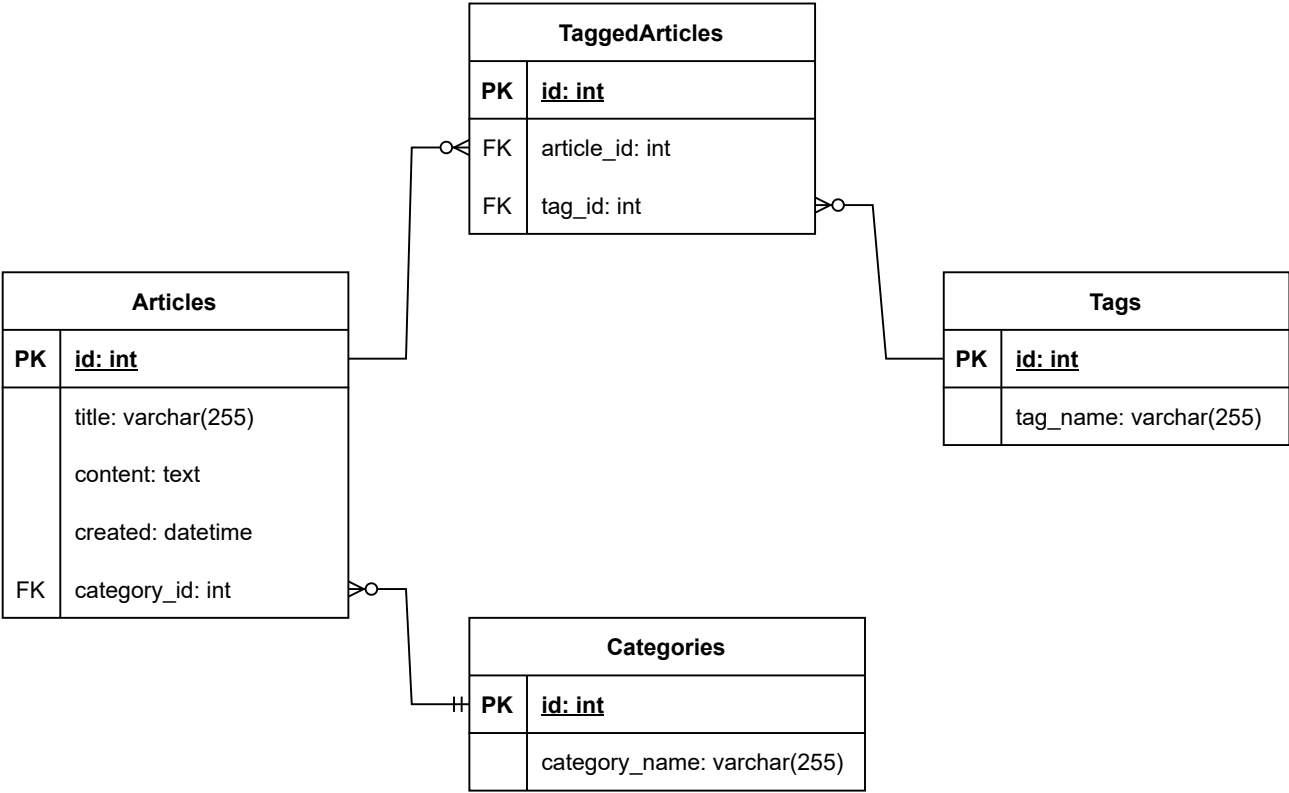 TaggedArticles
PK id: int
FK article_id: int
FK tag_id: int
Articles
PK id: int
title: varchar(255)
content: text
created: datetime
FK category_id: int
Tags
PK id: int
tag_name: varchar(255)
Categories
PK id: int
category_name: varchar(255)